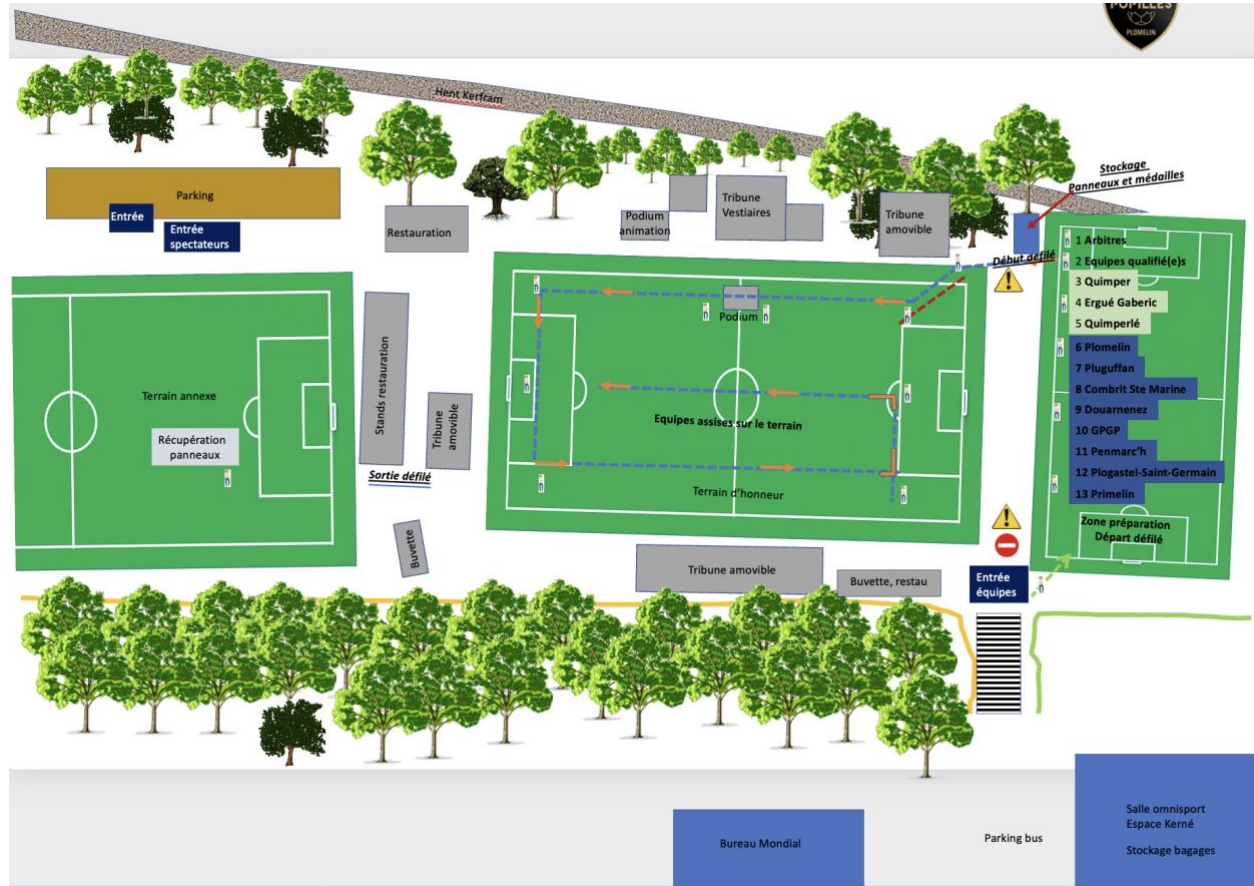 PUPILLES
PLOMELIN
Hent Kerfram
Stockage
Panneaux et médailles
Parking
Entrée
Entrée
spectateurs
Restauration
Podium
animation
Tribune
Vestiaires
Tribune
amovible
Début défilé
1 Arbitres
2 Equipes qualifié(e)s
3 Quimper
4 Ergué Gaberic
5 Quimperlé
6 Plomelin
7 Pluguffan
8 Combrit Ste Marine
9 Douarnenez
10 GPGP
11 Penmarc’h
12 Plogastel-Saint-Germain
13 Primelin
Zone préparation
Départ défilé
Podium
Terrain annexe
Récupération
panneaux
Stands restauration
Tribune
amovible
Sortie défilé
Equipes assises sur le terrain
Terrain d’honneur
Buvette
Tribune amovible
Buvette, restau
Entrée
équipes
Bureau Mondial
Parking bus
Salle omnisport
Espace Kerné
Stockage bagages